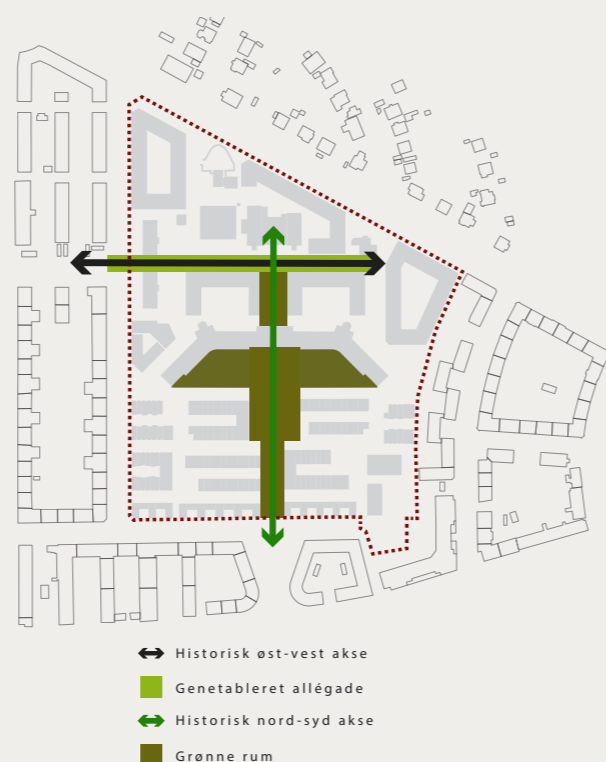 Historisk øst-vest akse
Genetableret allégade
Historisk nord-syd akse
Grønne rum